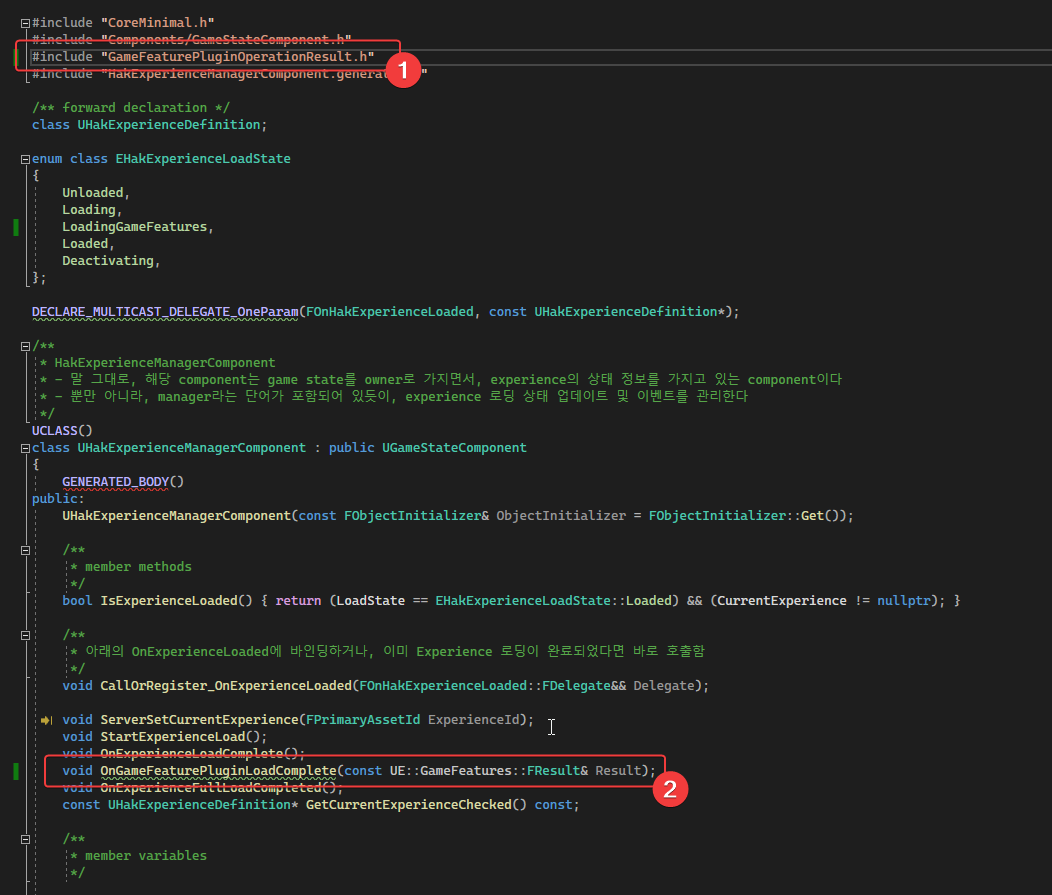 #include "CoreMinimal.h"
#include "Components/GameStateComponent.h"
#include "GameFeaturePluginOperationResult.h"
1
#include "HakExperienceManagerComponent.genera "
/** forward declaration */
class UHakExperienceDefinition;
enum class EHakExperienceLoadState
{
Unloaded,
Loading,
LoadingGameFeatures,
Loaded,
Deactivating,
};
DECLARE_MULTICAST_DELEGATE_OneParam(FOnHakExperienceLoaded, const UHakExperienceDefinition*);
/**
* HakExperienceManagerComponent
* - 말 그대로, 해당 component는 game state를 owner로 가지면서, experience의 상태 정보를 가지고 있는 component이다
* - 뿐만 아니라, manager라는 단어가 포함되어 있듯이, experience 로딩 상태 업데이트 및 이벤트를 관리한다
*/
UCLASS()
class UHakExperienceManagerComponent : public UGameStateComponent
{
GENERATED_BODY()
public:
UHakExperienceManagerComponent(const FObjectInitializer& ObjectInitializer = FObjectInitializer::Get());
/**
* member methods
*/
bool IsExperienceLoaded() { return (LoadState == EHakExperienceLoadState::Loaded) && (CurrentExperience != nullptr); }
/**
* 아래의 OnExperienceLoaded에 바인딩하거나, 이미 Experience 로딩이 완료되었다면 바로 호출함
*/
void CallOrRegister_OnExperienceLoaded(FOnHakExperienceLoaded::FDelegate&& Delegate);
void ServerSetCurrentExperience(FPrimaryAssetId ExperienceId);
void StartExperienceLoad();
void OnExperienceLoadComplete();
void OnGameFeaturePluginLoadComplete(const UE::GameFeatures::FResult& Result);
2
void OnExperienceFullLoadCompleted();
const UHakExperienceDefinition* GetCurrentExperienceChecked() const;
/**
* member variables
*/